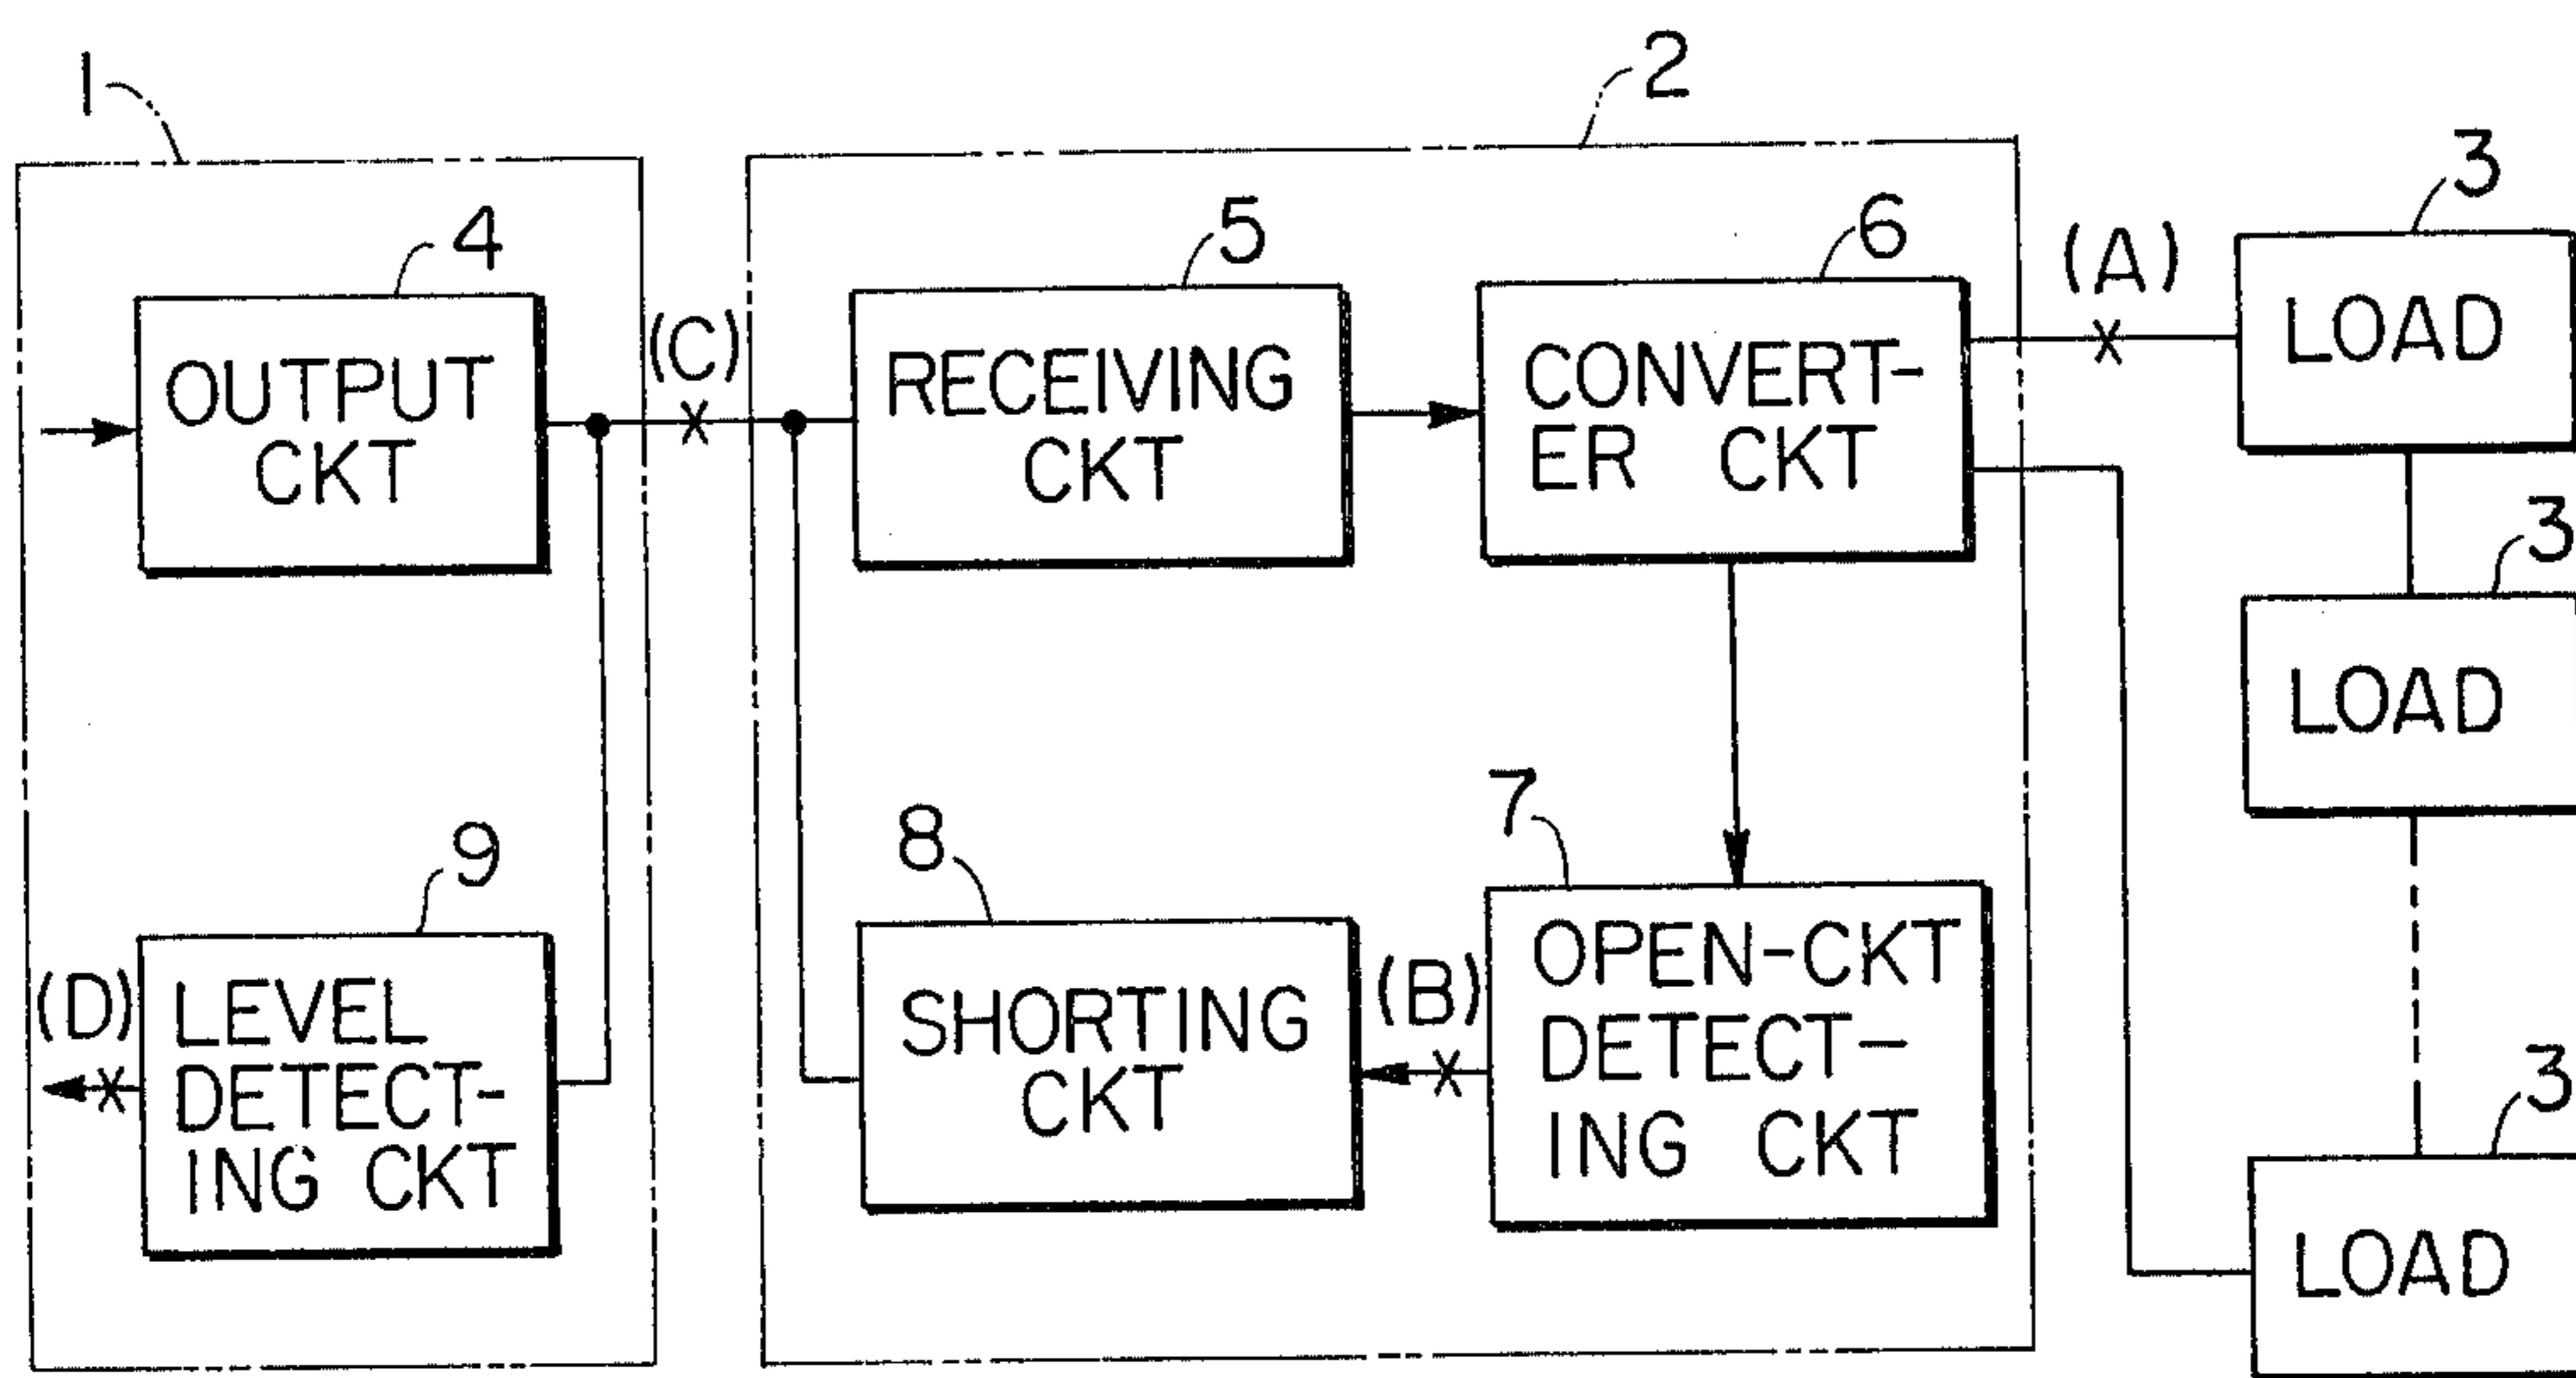 1
2
3
4
5
6
(A)
LOAD
(C)
OUTPUT
CKT
RECEIVING
CKT
CONVERT-
ER CKT
3
LOAD
7
8
9
(D)
LEVEL
DETECT-
ING CKT
SHORTING
CKT
(B)
OPEN-CKT
DETECT-
ING CKT
3
LOAD